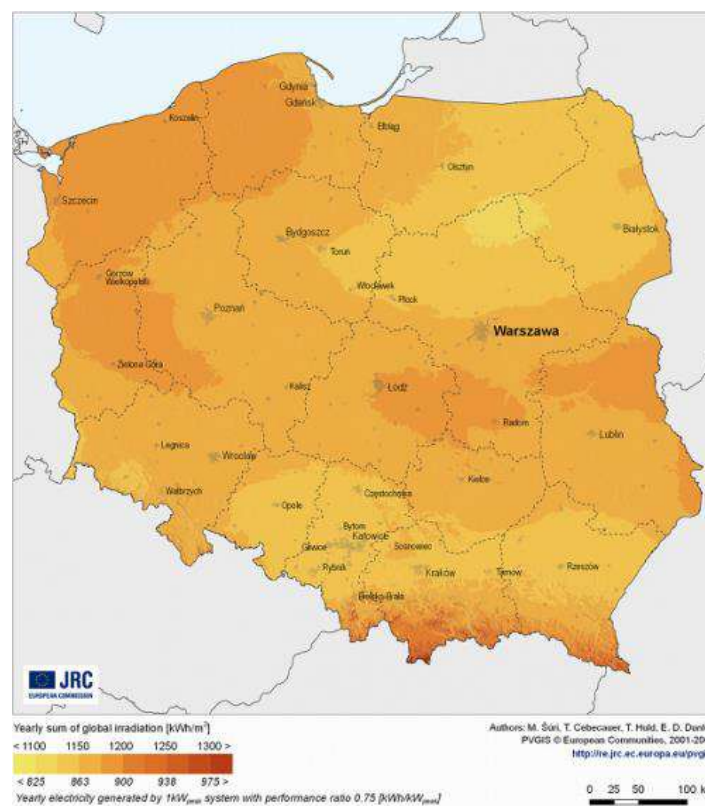 Gdynia
Gdańsk
Koszalin
Elbląg
Olsztyn
Szczecin
Bydgoszcz
Białystok
Toruń
Gorzów
Wielkopolski
Włocławek
Płock
Poznań
Warszawa
Zielona Góra
Kalisz
Łódź
Radom
Legnica
Lublin
Wrocław
Kielce
Wałbrzych
Częstochowa
Opole
Bytom
Katowice
Gliwice
Sosnowiec
Rybnik
Kraków
Tarnów
Rzeszów
Bielsko-Biała
JRC
EUROPEAN COMMISSION
Yearly sum of global irradiation [kWh/m²]
< 1100 1150 1200 1250 1300 >
< 825 863 900 938 975 >
Yearly electricity generated by 1kWpeak system with performance ratio 0.75 [kWh/kWpeak]
Authors: M. Šúri, T. Cebecauer, T. Huld, E. D. Dunl
PVGIS © European Communities, 2001-20
http://re.jrc.ec.europa.eu/pvgi
0 25 50 100 k